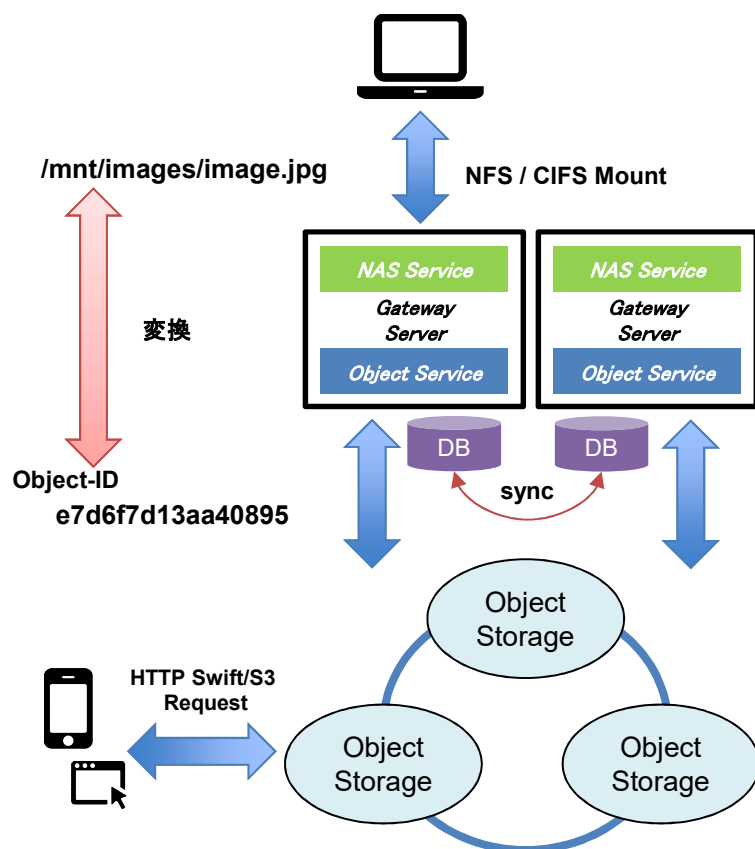 /mnt/images/image.jpg
NFS / CIFS Mount
NAS Service
Gateway
Server
Object Service
NAS Service
Gateway
Server
Object Service
変換
DB
DB
sync
Object-ID
e7d6f7d13aa40895
Object
Storage
HTTP Swift/S3
Request
Object
Storage
Object
Storage